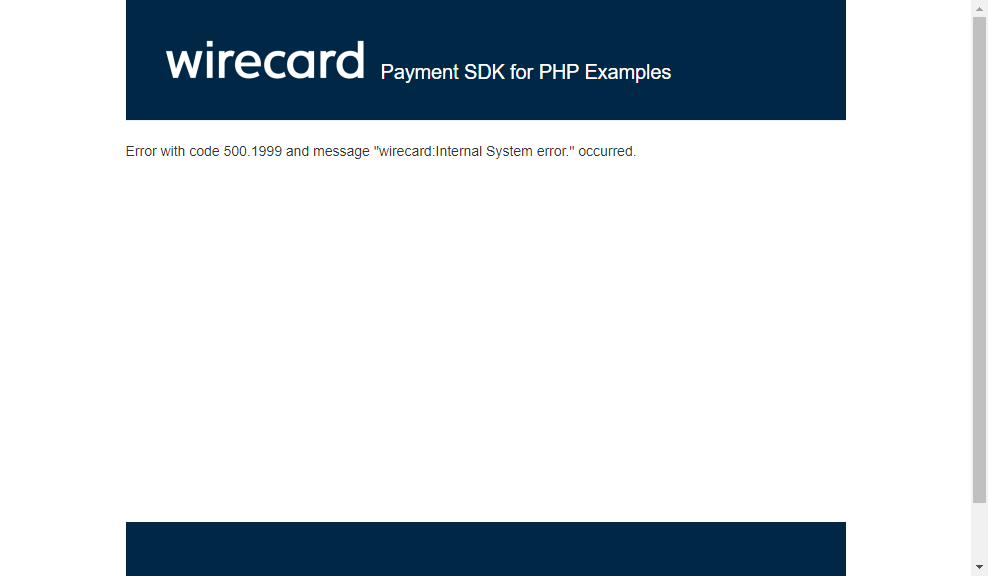 wirecard Payment SDK for PHP Examples
Error with code 500.1999 and message "wirecard:Internal System error." occurred.